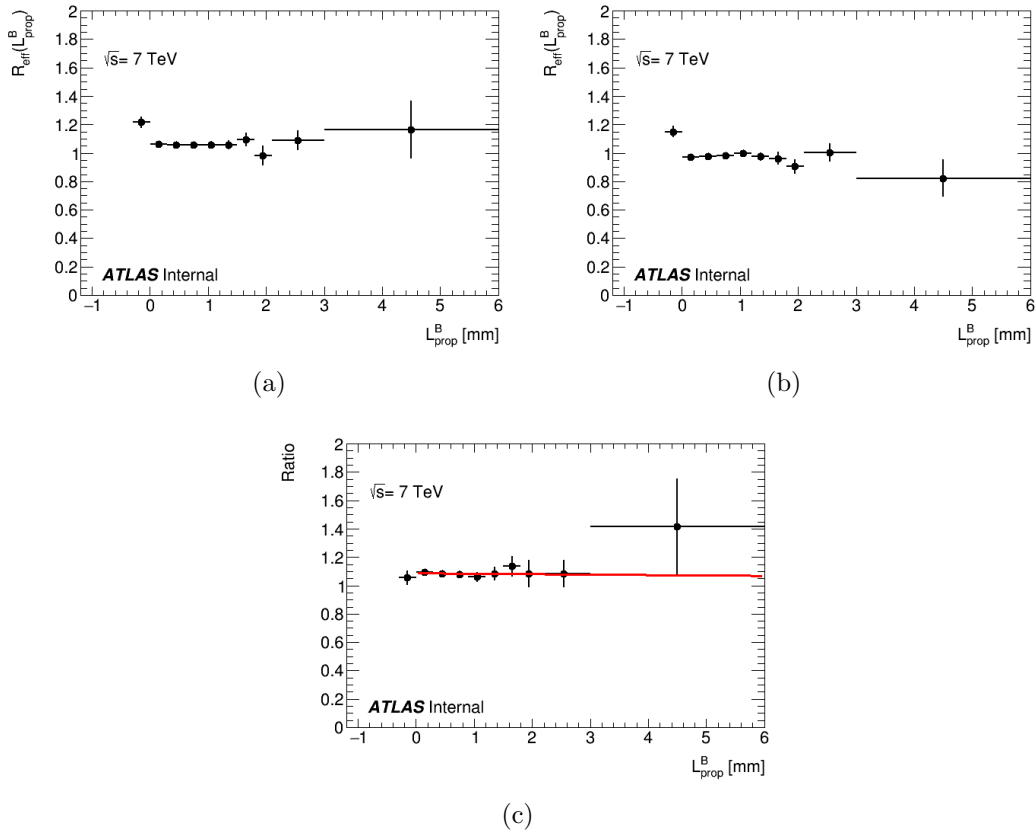 R_eff(L^B_prop)
2
1.8
1.6
1.4
1.2
1
0.8
0.6
0.4
0.2
0
√s= 7 TeV
ATLAS Internal
−1 0 1 2 3 4 5 6
L^B_prop [mm]
(a)
R_eff(L^B_prop)
2
1.8
1.6
1.4
1.2
1
0.8
0.6
0.4
0.2
0
√s= 7 TeV
ATLAS Internal
−1 0 1 2 3 4 5 6
L^B_prop [mm]
(b)
Ratio
2
1.8
1.6
1.4
1.2
1
0.8
0.6
0.4
0.2
0
√s= 7 TeV
ATLAS Internal
−1 0 1 2 3 4 5 6
L^B_prop [mm]
(c)